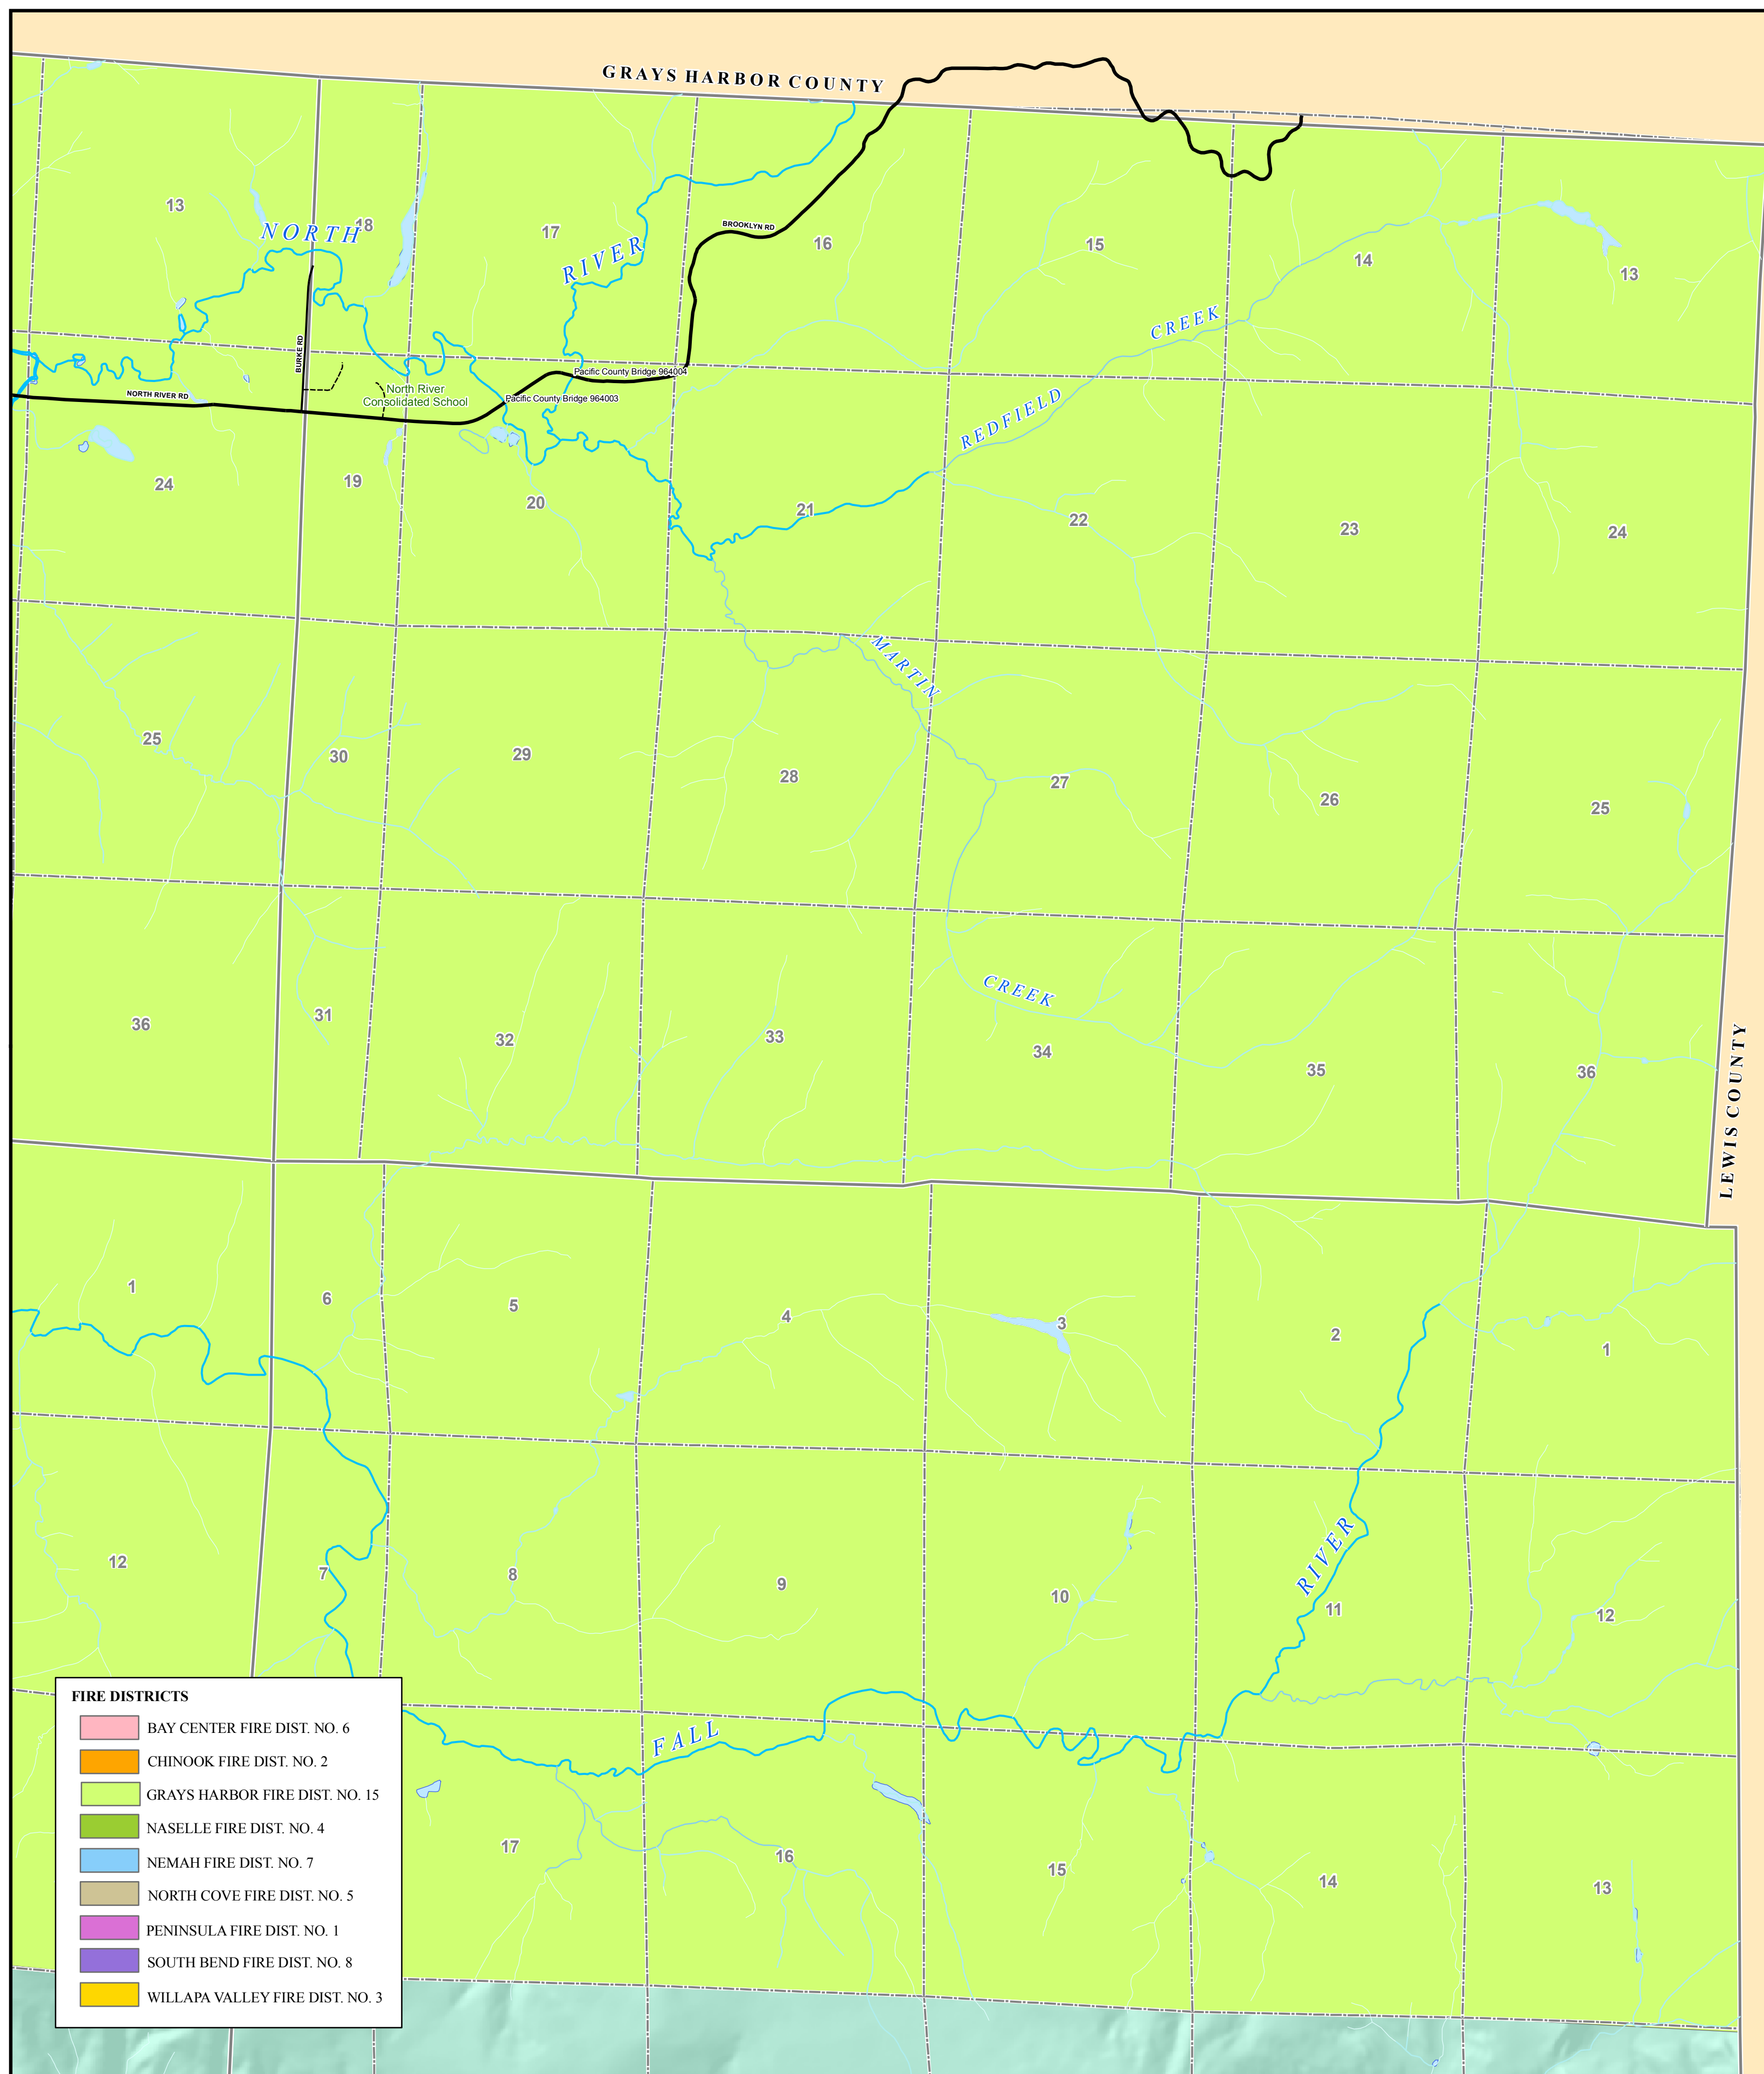 GRAYS HARBOR COUNTY
13
NORTH
18
17
RIVER
BROOKLYN RD
16
15
14
13
CREEK
BURKE RD
Pacific County Bridge 964004
North River
Consolidated School
Pacific County Bridge 964003
NORTH RIVER RD
REDFIELD
24
19
20
21
22
23
24
MARTIN
25
30
29
28
27
26
25
CREEK
36
31
32
33
34
35
36
LEWIS COUNTY
1
6
5
4
3
2
1
RIVER
12
7
8
9
10
11
12
FALL
17
16
15
14
13
FIRE DISTRICTS
BAY CENTER FIRE DIST. NO. 6
CHINOOK FIRE DIST. NO. 2
GRAYS HARBOR FIRE DIST. NO. 15
NASELLE FIRE DIST. NO. 4
NEMAH FIRE DIST. NO. 7
NORTH COVE FIRE DIST. NO. 5
PENINSULA FIRE DIST. NO. 1
SOUTH BEND FIRE DIST. NO. 8
WILLAPA VALLEY FIRE DIST. NO. 3